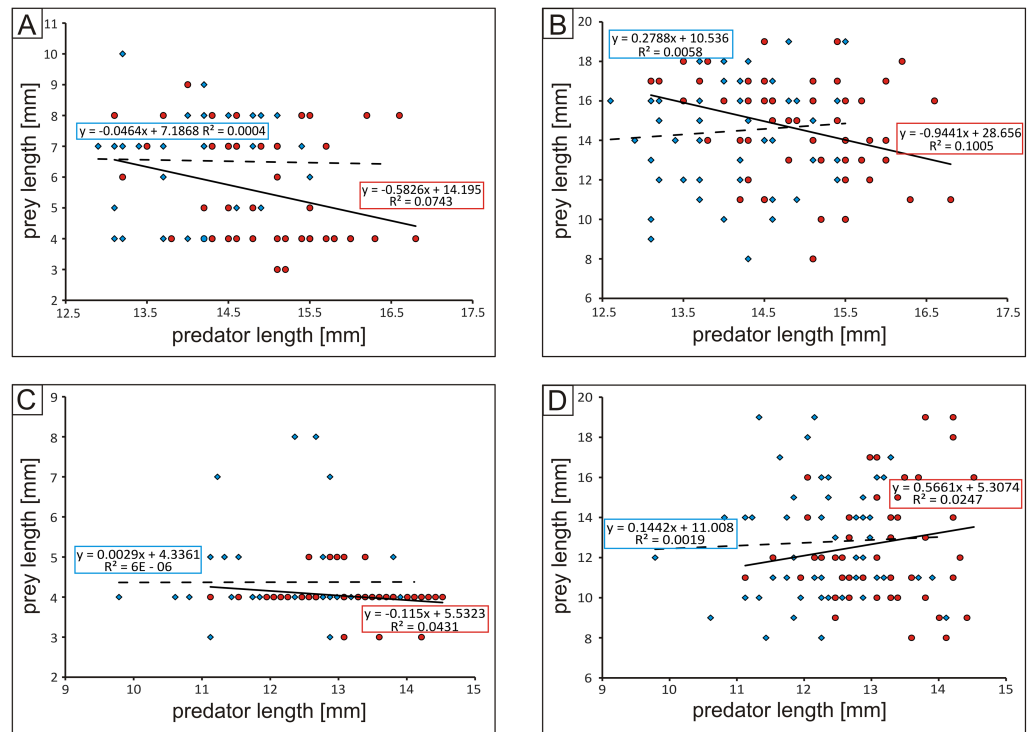 A
11
10
9
8
7
6
5
4
3
2
12.5 13.5 14.5 15.5 16.5 17.5
prey length [mm]
predator length [mm]
y = -0.0464x + 7.1868 R² = 0.0004
y = -0.5826x + 14.195
R² = 0.0743
B
20
18
16
14
12
10
8
6
12.5 13.5 14.5 15.5 16.5 17.5
prey length [mm]
predator length [mm]
y = 0.2788x + 10.536
R² = 0.0058
y = -0.9441x + 28.656
R² = 0.1005
C
9
8
7
6
5
4
3
2
9 10 11 12 13 14 15
prey length [mm]
predator length [mm]
y = 0.0029x + 4.3361
R² = 6E - 06
y = -0.115x + 5.5323
R² = 0.0431
D
20
18
16
14
12
10
8
6
9 10 11 12 13 14 15
prey length [mm]
predator length [mm]
y = 0.1442x + 11.008
R² = 0.0019
y = 0.5661x + 5.3074
R² = 0.0247